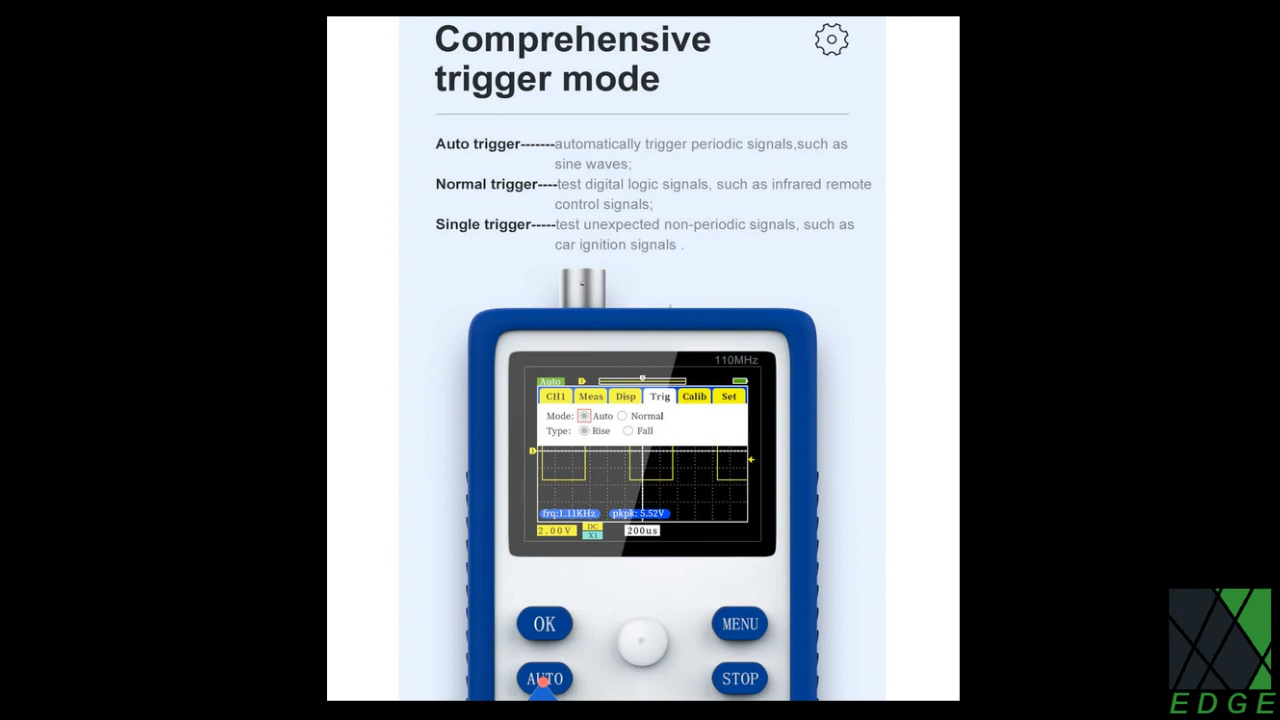 Comprehensive
trigger mode
Auto trigger-------automatically trigger periodic signals,such as
sine waves;
Normal trigger----test digital logic signals, such as infrared remote
control signals;
Single trigger-----test unexpected non-periodic signals, such as
car ignition signals .
110MHz
Auto
CH1 Meas Disp Trig Calib Set
Mode: Auto Normal
Type: Rise Fall
frq:1.11KHz pkpk: 5.52V
2.00V DC X1 200us
OK MENU
AUTO STOP
EDGE